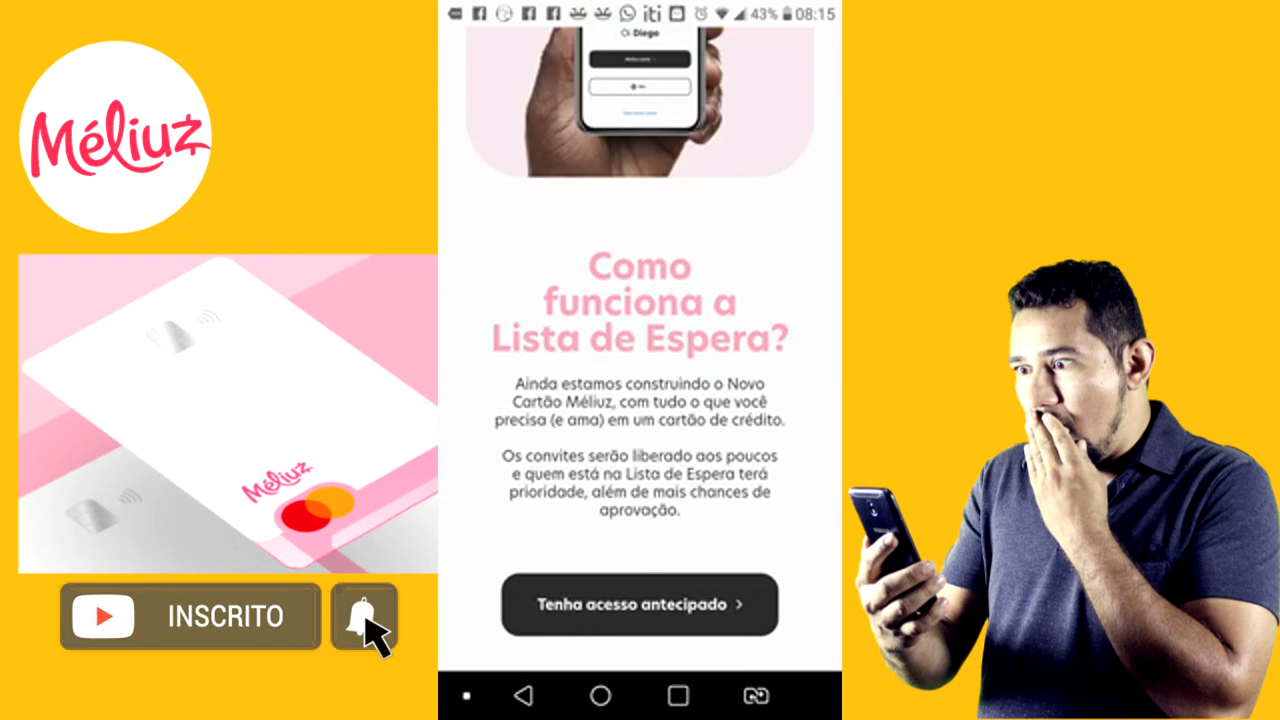 Méliuz
Méliuz
INSCRITO
iti
43%
08:15
Oi Diego
Como
funciona a
Lista de Espera?
Ainda estamos construindo o Novo
Cartão Méliuz, com tudo o que você
precisa (e ama) em um cartão de crédito.
Os convites serão liberado aos poucos
e quem está na Lista de Espera terá
prioridade, além de mais chances de
aprovação.
Tenha acesso antecipado >